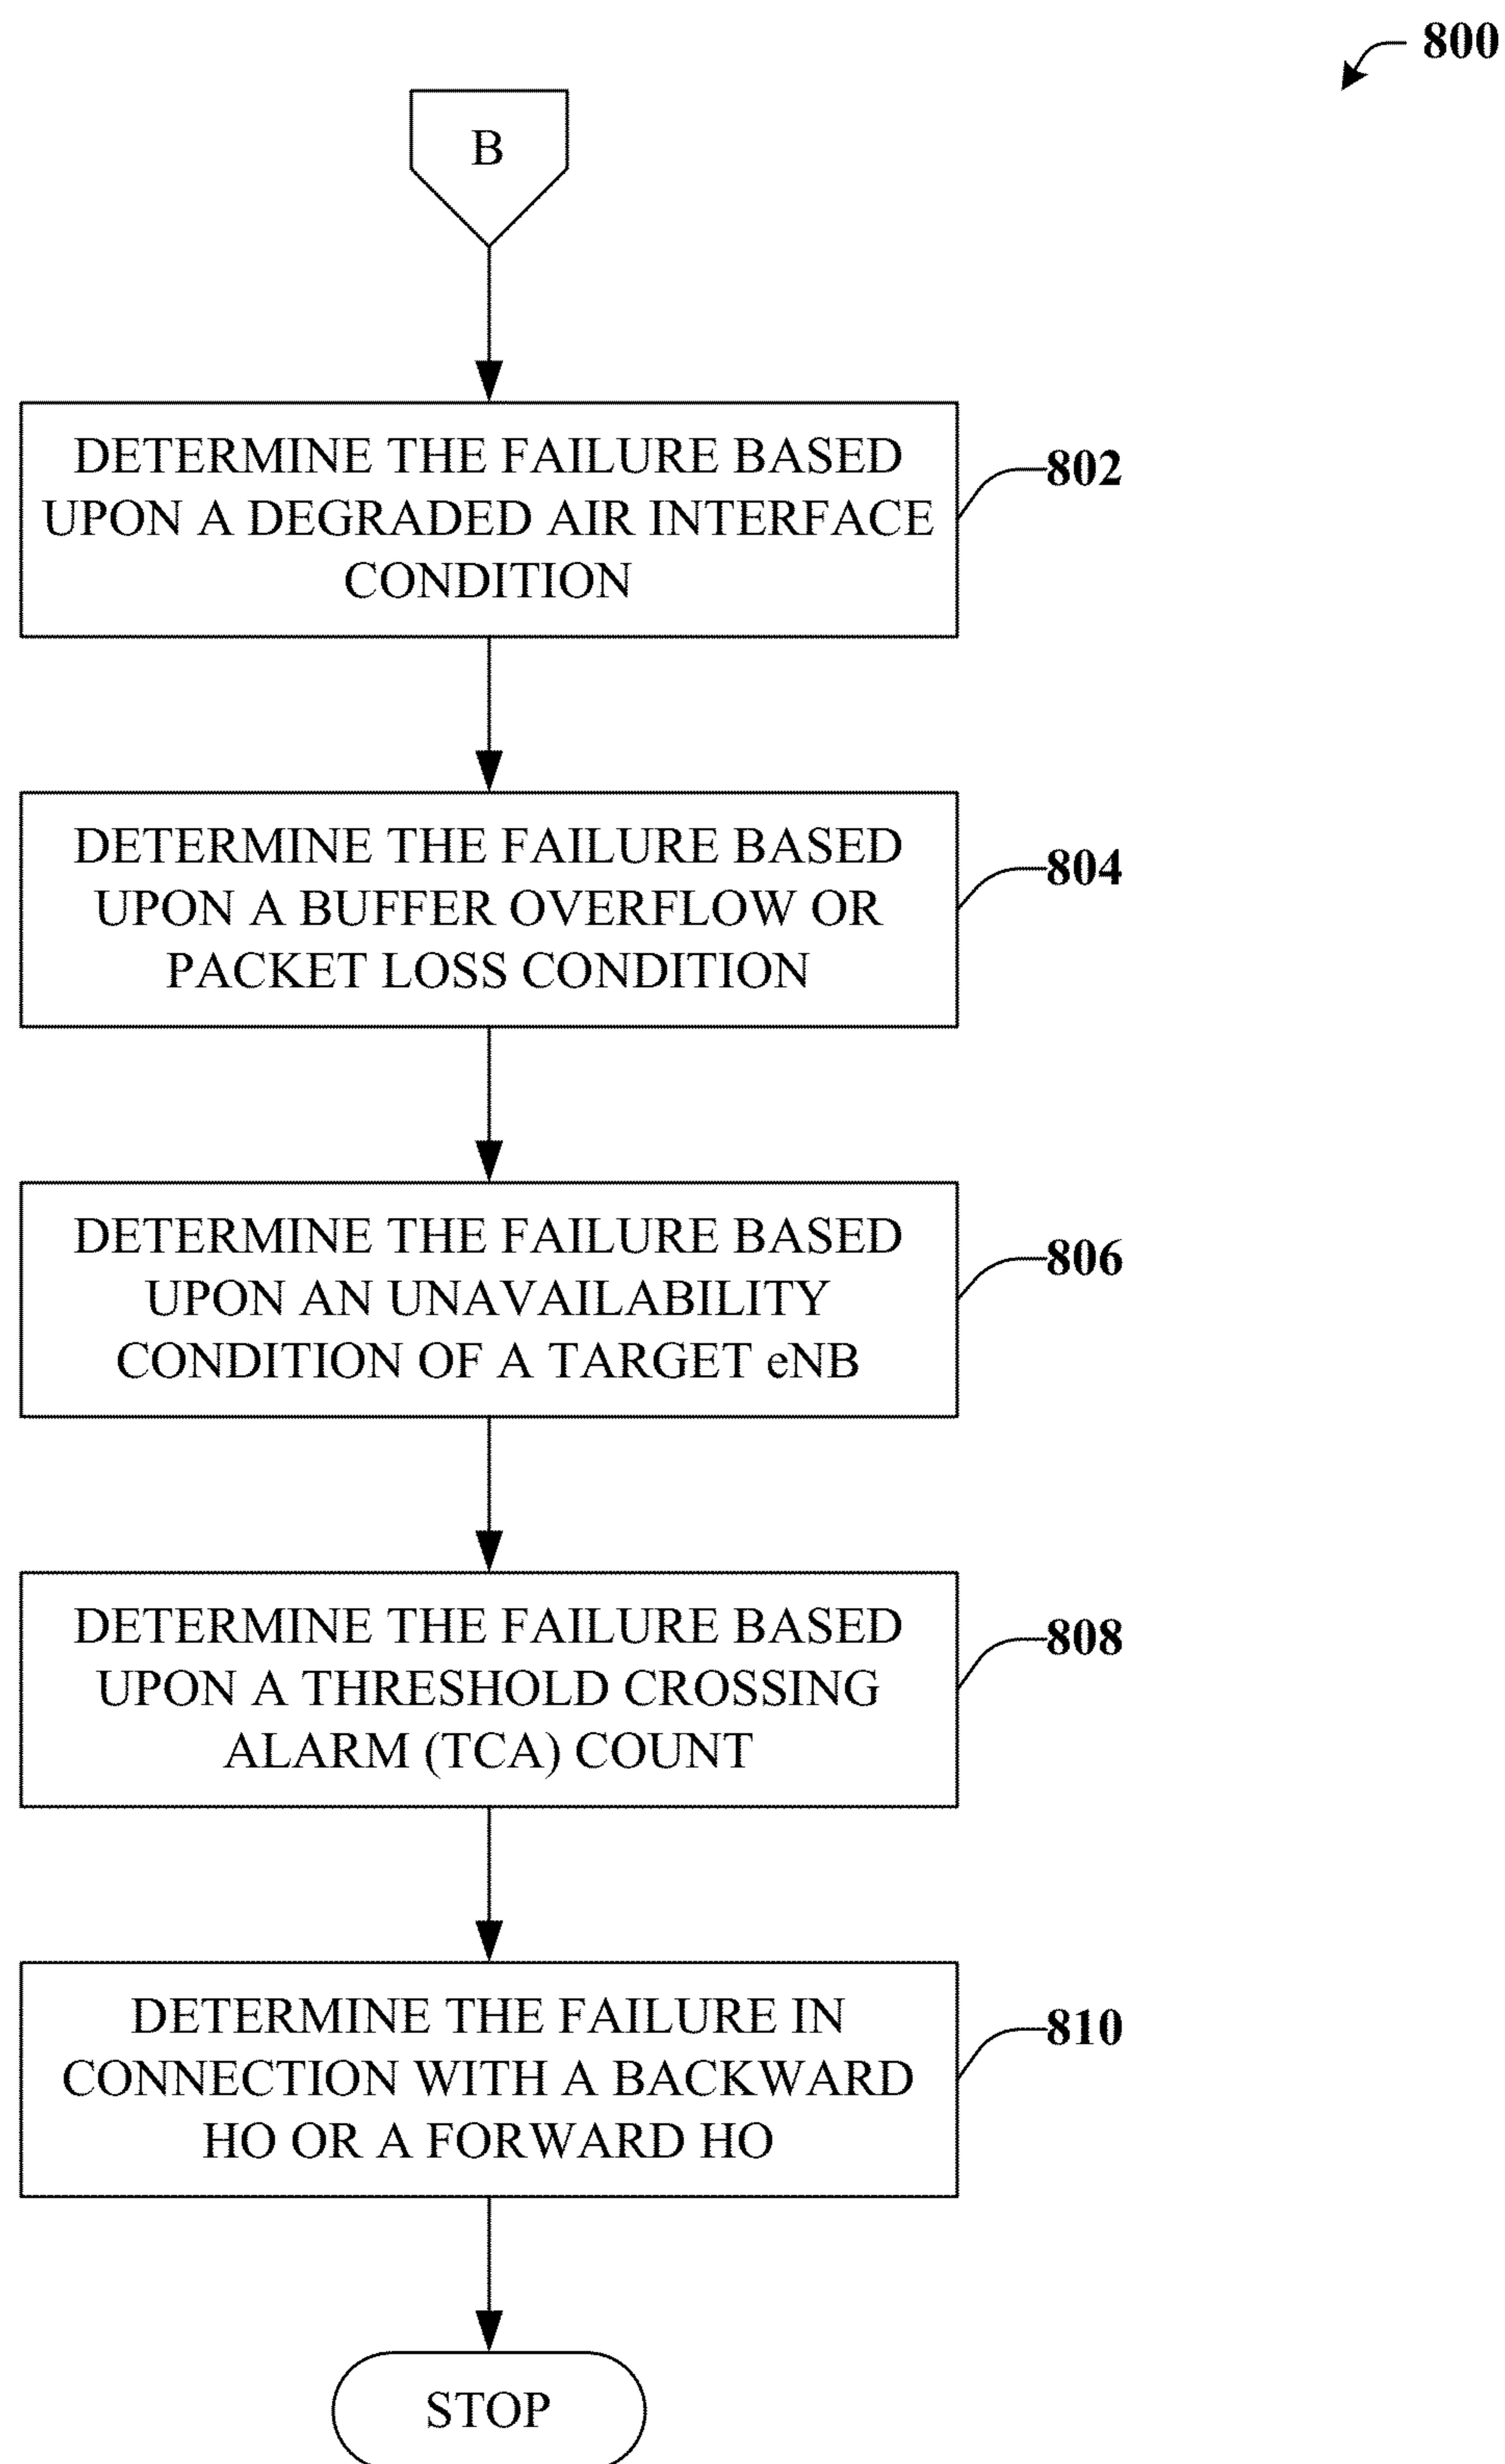 800
B
DETERMINE THE FAILURE BASED
UPON A DEGRADED AIR INTERFACE
CONDITION
802
DETERMINE THE FAILURE BASED
UPON A BUFFER OVERFLOW OR
PACKET LOSS CONDITION
804
DETERMINE THE FAILURE BASED
UPON AN UNAVAILABILITY
CONDITION OF A TARGET eNB
806
DETERMINE THE FAILURE BASED
UPON A THRESHOLD CROSSING
ALARM (TCA) COUNT
808
DETERMINE THE FAILURE IN
CONNECTION WITH A BACKWARD
HO OR A FORWARD HO
810
STOP